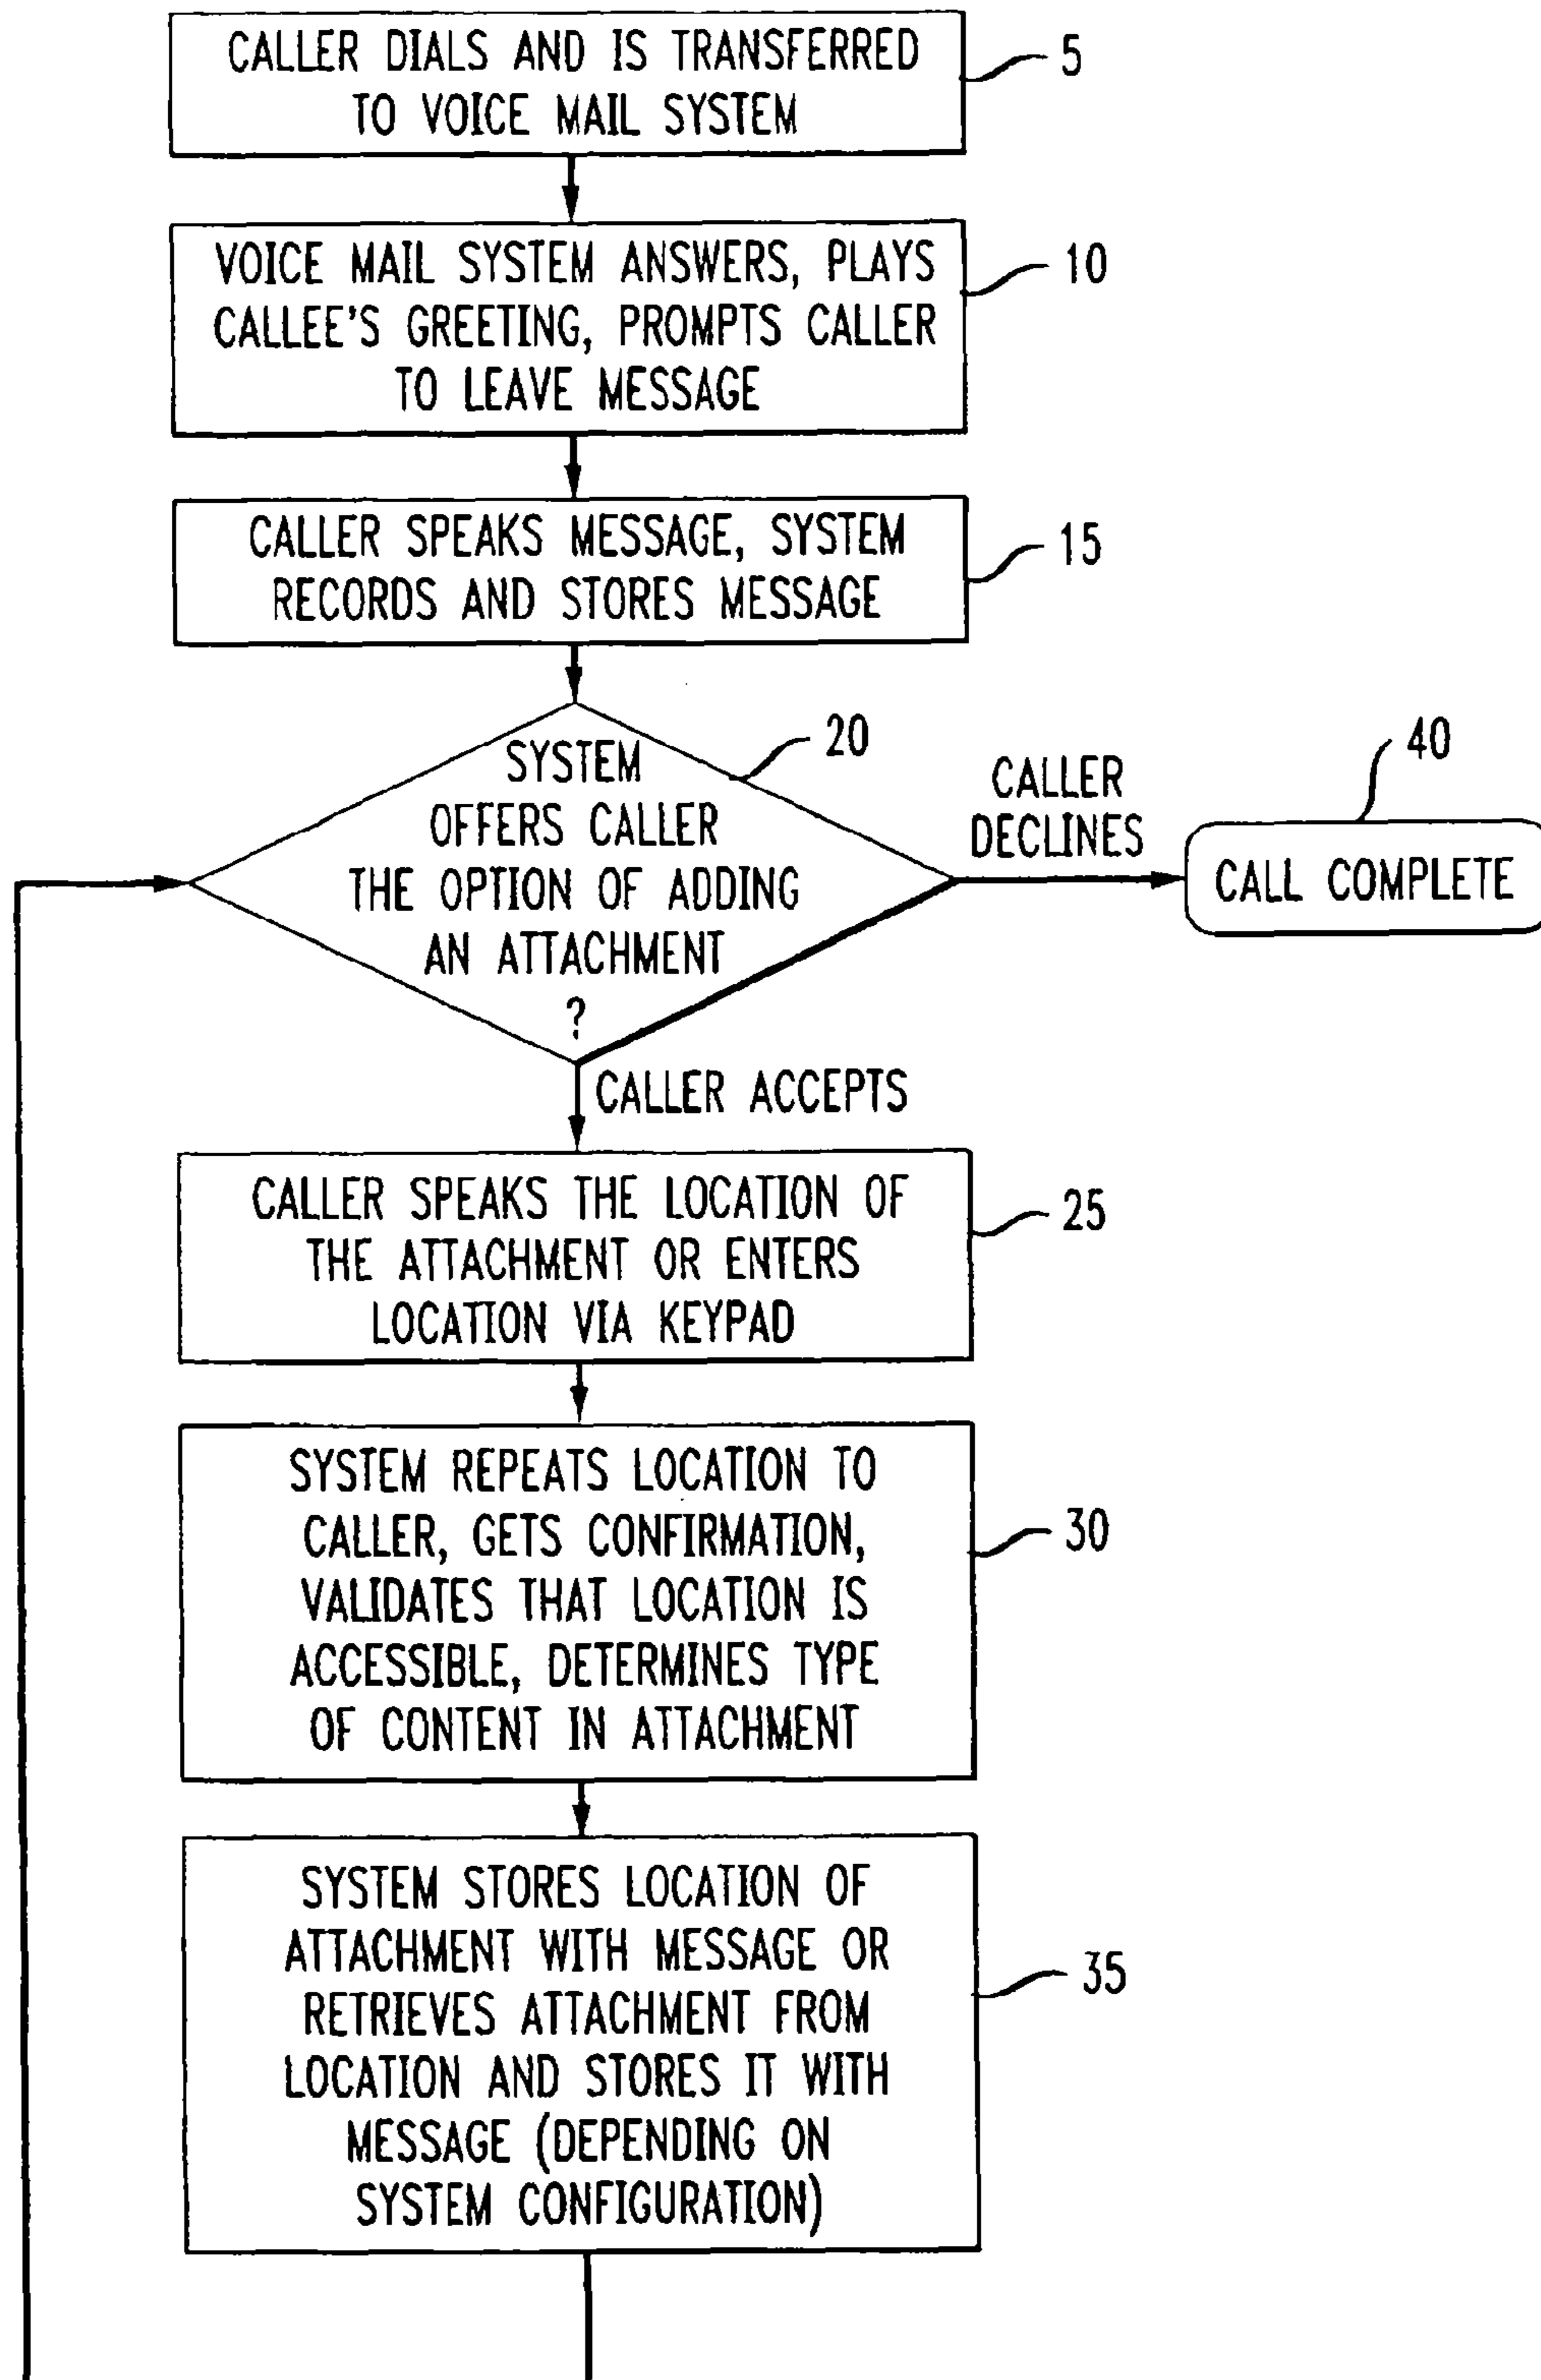 CALLER DIALS AND IS TRANSFERRED
TO VOICE MAIL SYSTEM
5
VOICE MAIL SYSTEM ANSWERS, PLAYS
CALLEE'S GREETING, PROMPTS CALLER
TO LEAVE MESSAGE
10
CALLER SPEAKS MESSAGE, SYSTEM
RECORDS AND STORES MESSAGE
15
SYSTEM
OFFERS CALLER
THE OPTION OF ADDING
AN ATTACHMENT
?
20
CALLER
DECLINES
40
CALL COMPLETE
CALLER ACCEPTS
CALLER SPEAKS THE LOCATION OF
THE ATTACHMENT OR ENTERS
LOCATION VIA KEYPAD
25
SYSTEM REPEATS LOCATION TO
CALLER, GETS CONFIRMATION,
VALIDATES THAT LOCATION IS
ACCESSIBLE, DETERMINES TYPE
OF CONTENT IN ATTACHMENT
30
SYSTEM STORES LOCATION OF
ATTACHMENT WITH MESSAGE OR
RETRIEVES ATTACHMENT FROM
LOCATION AND STORES IT WITH
MESSAGE (DEPENDING ON
SYSTEM CONFIGURATION)
35